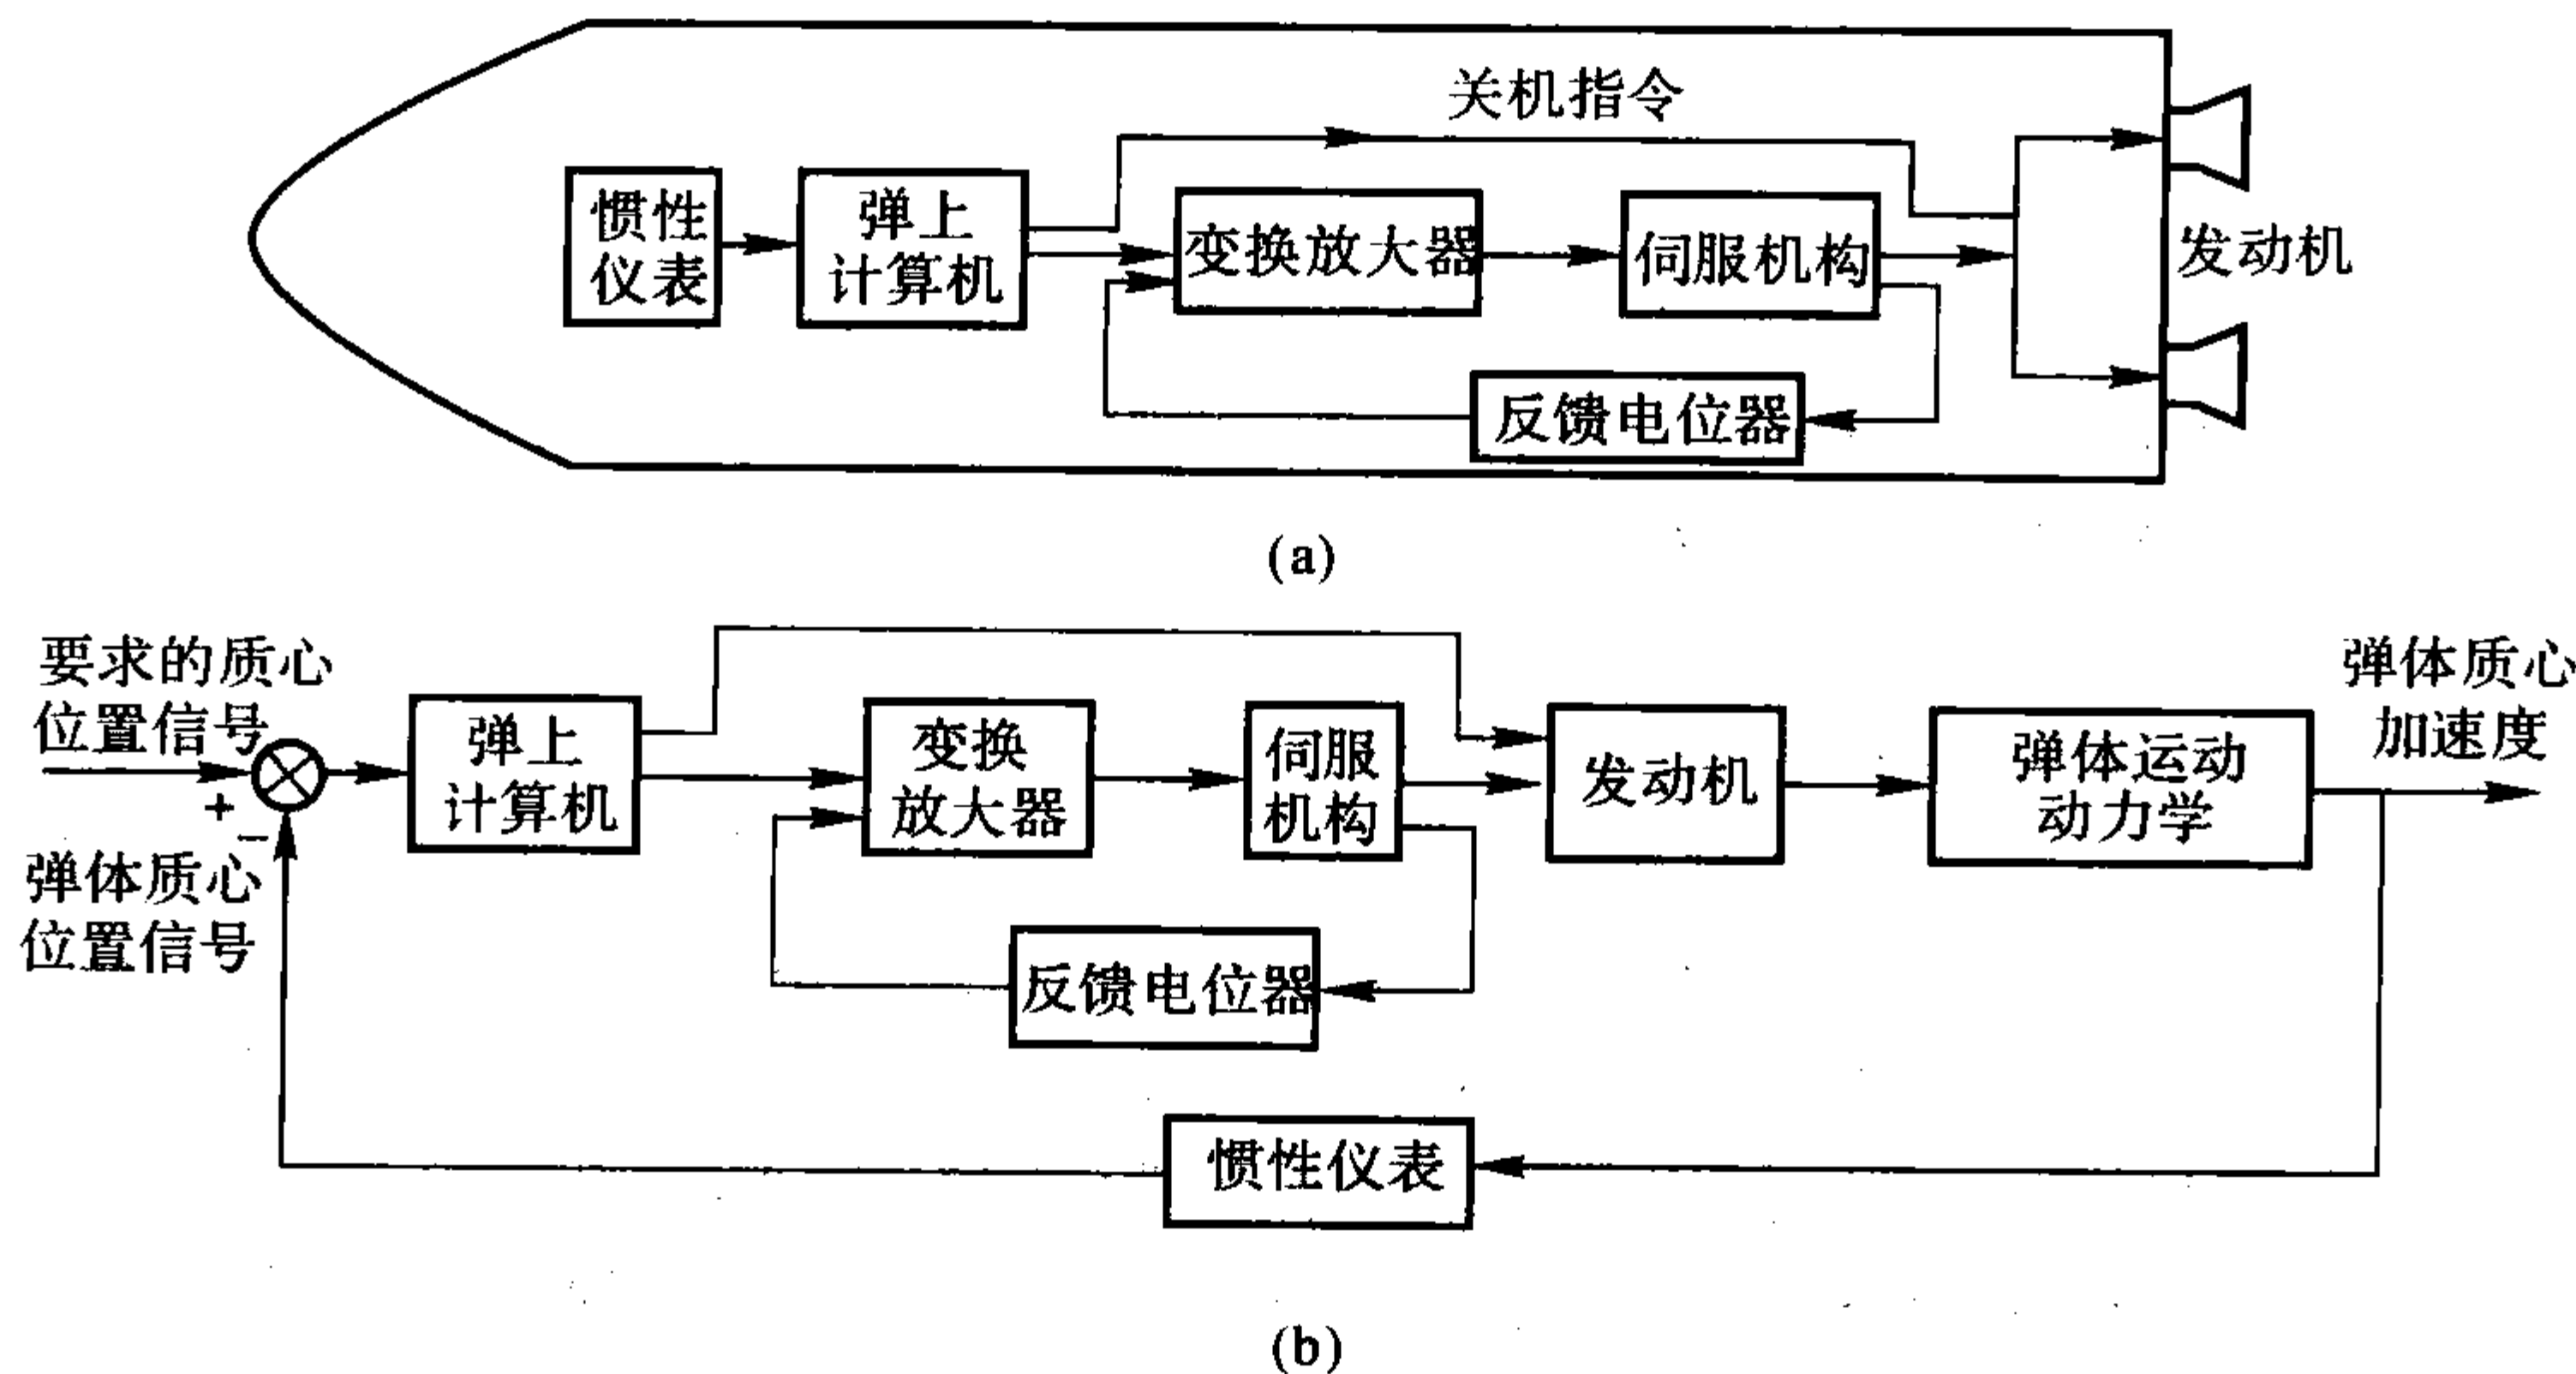 关机指令
惯性
仪表
弹上
计算机
变换放大器
伺服机构
发动机
反馈电位器
(a)
要求的质心
位置信号
+
−
弹体质心
位置信号
弹上
计算机
变换
放大器
伺服
机构
发动机
弹体运动
动力学
弹体质心
加速度
反馈电位器
惯性仪表
(b)